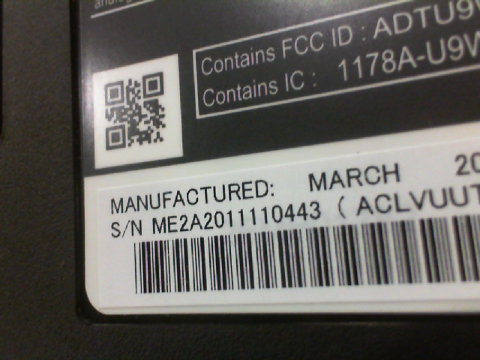 Contains FCC ID : ADTU9
Contains IC : 1178A-U9W
MANUFACTURED: MARCH 20
S/N ME2A2011110443 ( ACLVUUT